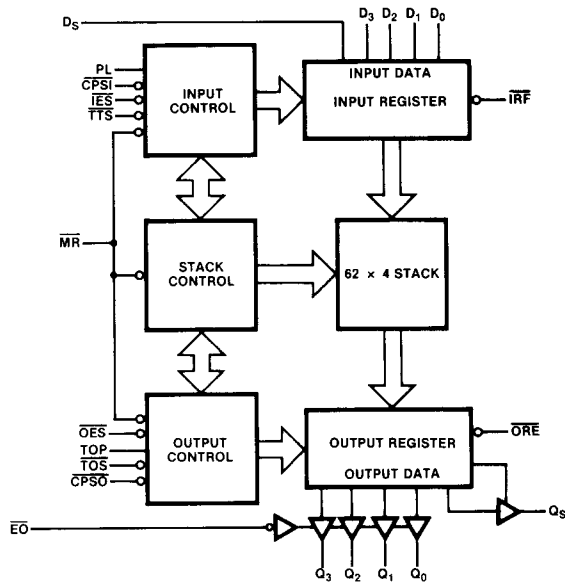 D3 D2 D1 D0
DS
PL
CPSI
IES
TTS
INPUT
CONTROL
INPUT DATA
INPUT REGISTER
IRF
MR
STACK
CONTROL
62 × 4 STACK
OES
TOP
TOS
CPSO
OUTPUT
CONTROL
OUTPUT REGISTER
OUTPUT DATA
ORE
QS
EO
Q3 Q2 Q1 Q0